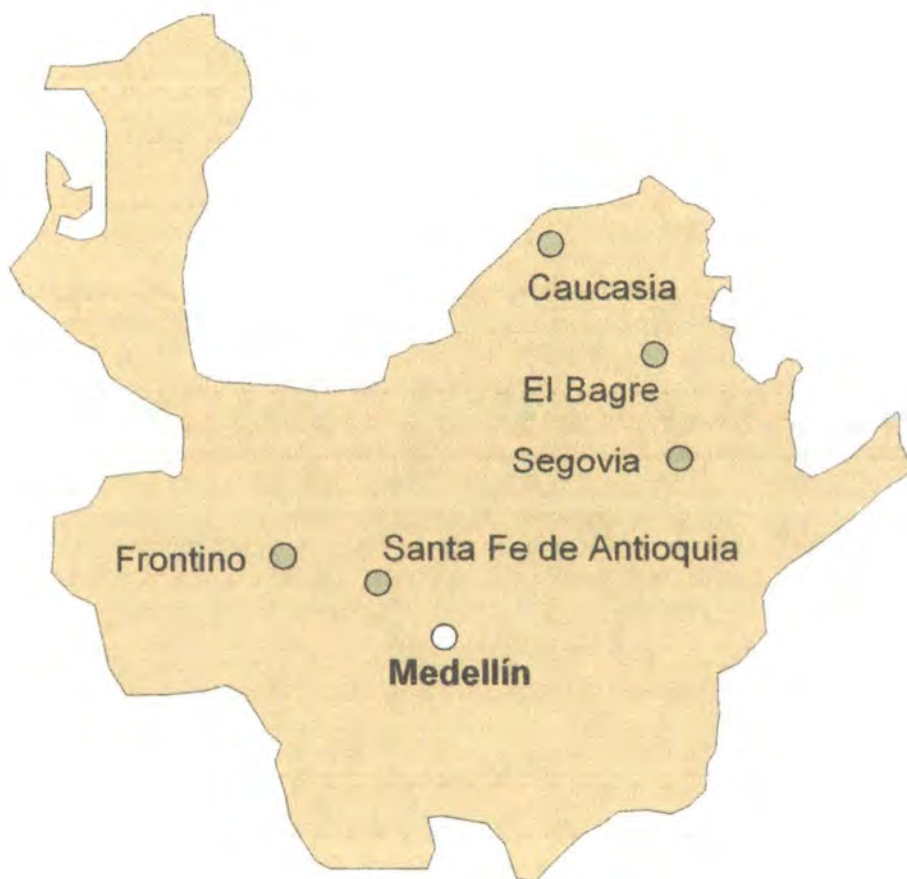 Caucasia
El Bagre
Segovia
Santa Fe de Antioquia
Frontino
Medellín